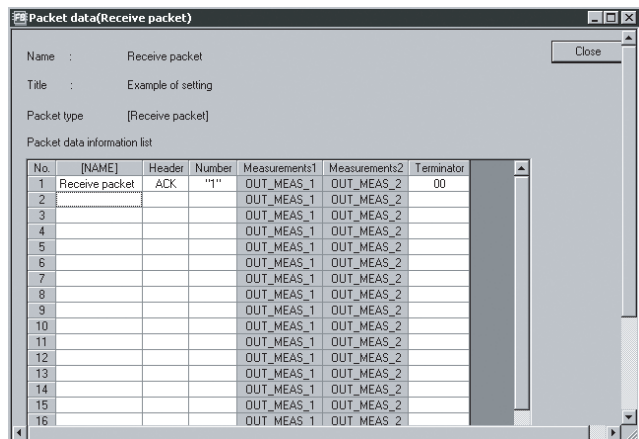 FB Packet data(Receive packet)
Close
Name : Receive packet
Title : Example of setting
Packet type [Receive packet]
Packet data information list
No. [NAME] Header Number Measurements1 Measurements2 Terminator
1 Receive packet ACK "1" OUT_MEAS_1 OUT_MEAS_2 00
2 OUT_MEAS_1 OUT_MEAS_2
3 OUT_MEAS_1 OUT_MEAS_2
4 OUT_MEAS_1 OUT_MEAS_2
5 OUT_MEAS_1 OUT_MEAS_2
6 OUT_MEAS_1 OUT_MEAS_2
7 OUT_MEAS_1 OUT_MEAS_2
8 OUT_MEAS_1 OUT_MEAS_2
9 OUT_MEAS_1 OUT_MEAS_2
10 OUT_MEAS_1 OUT_MEAS_2
11 OUT_MEAS_1 OUT_MEAS_2
12 OUT_MEAS_1 OUT_MEAS_2
13 OUT_MEAS_1 OUT_MEAS_2
14 OUT_MEAS_1 OUT_MEAS_2
15 OUT_MEAS_1 OUT_MEAS_2
16 OUT_MEAS_1 OUT_MEAS_2